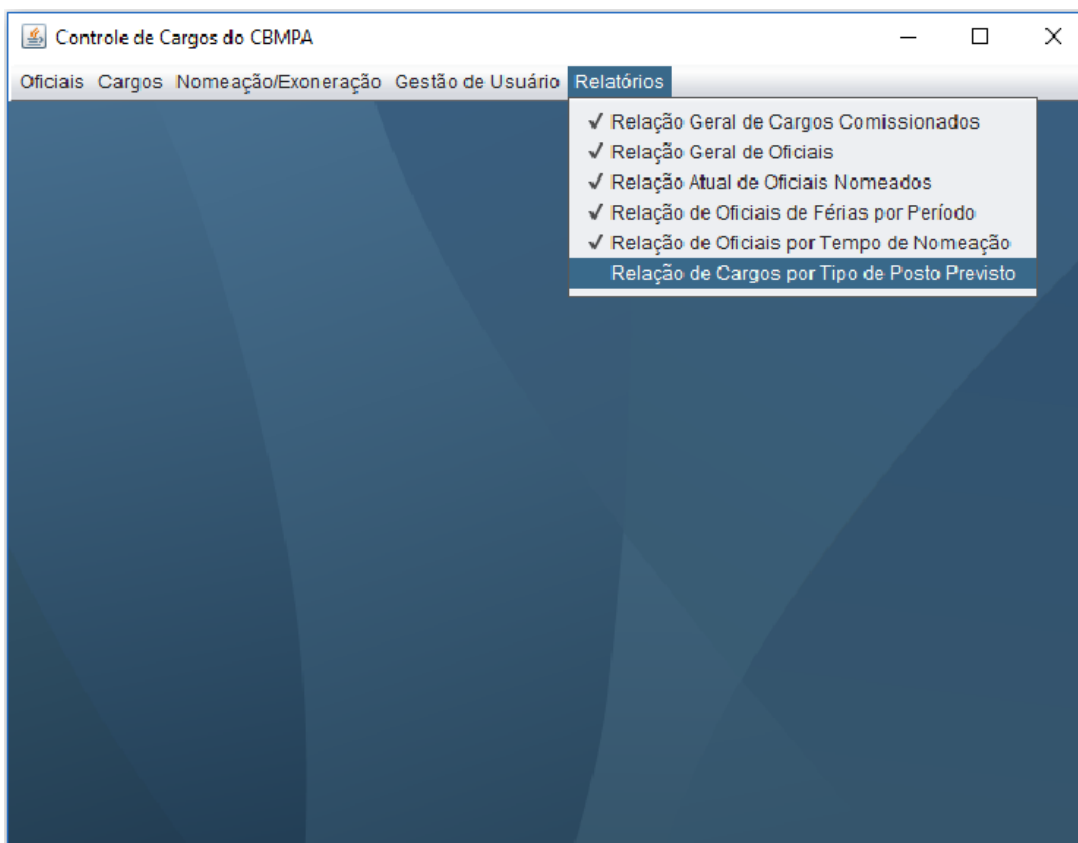 Controle de Cargos do CBMPA
Oficiais Cargos Nomeação/Exoneração Gestão de Usuário Relatórios
✓ Relação Geral de Cargos Comissionados
✓ Relação Geral de Oficiais
✓ Relação Atual de Oficiais Nomeados
✓ Relação de Oficiais de Férias por Período
✓ Relação de Oficiais por Tempo de Nomeação
Relação de Cargos por Tipo de Posto Previsto